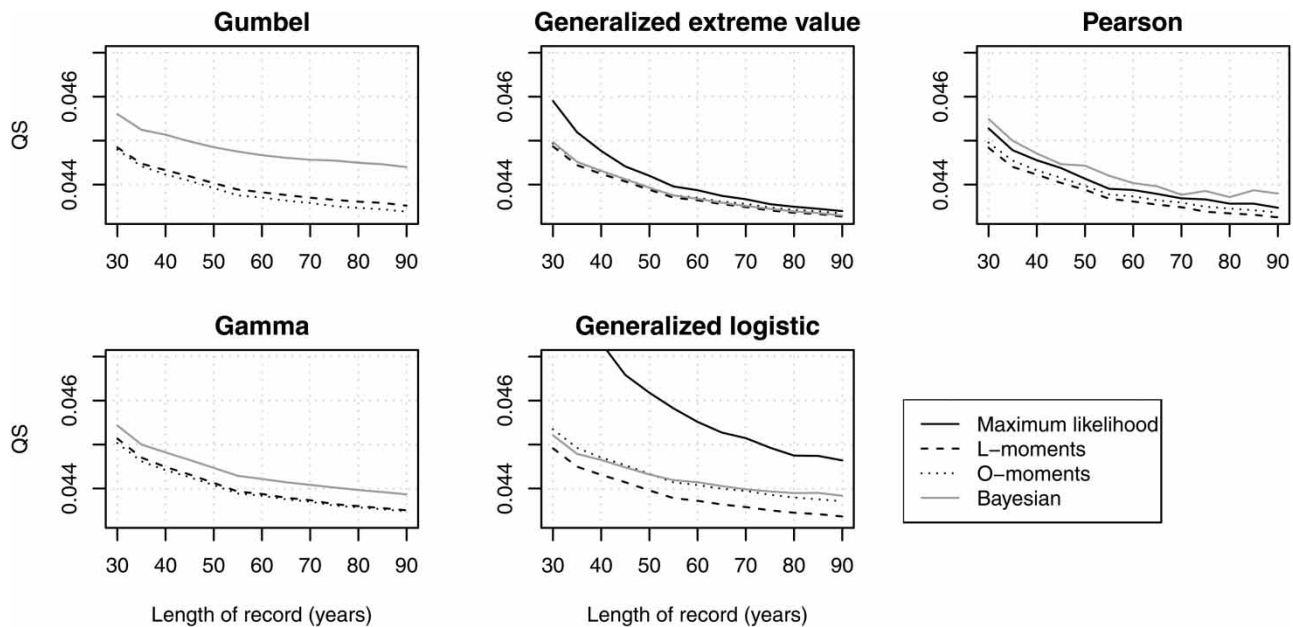 Gumbel
QS
0.046
0.044
30 40 50 60 70 80 90
Generalized extreme value
0.046
0.044
30 40 50 60 70 80 90
Pearson
0.046
0.044
30 40 50 60 70 80 90
Gamma
QS
0.046
0.044
30 40 50 60 70 80 90
Length of record (years)
Generalized logistic
0.046
0.044
30 40 50 60 70 80 90
Length of record (years)
Maximum likelihood
L−moments
O−moments
Bayesian